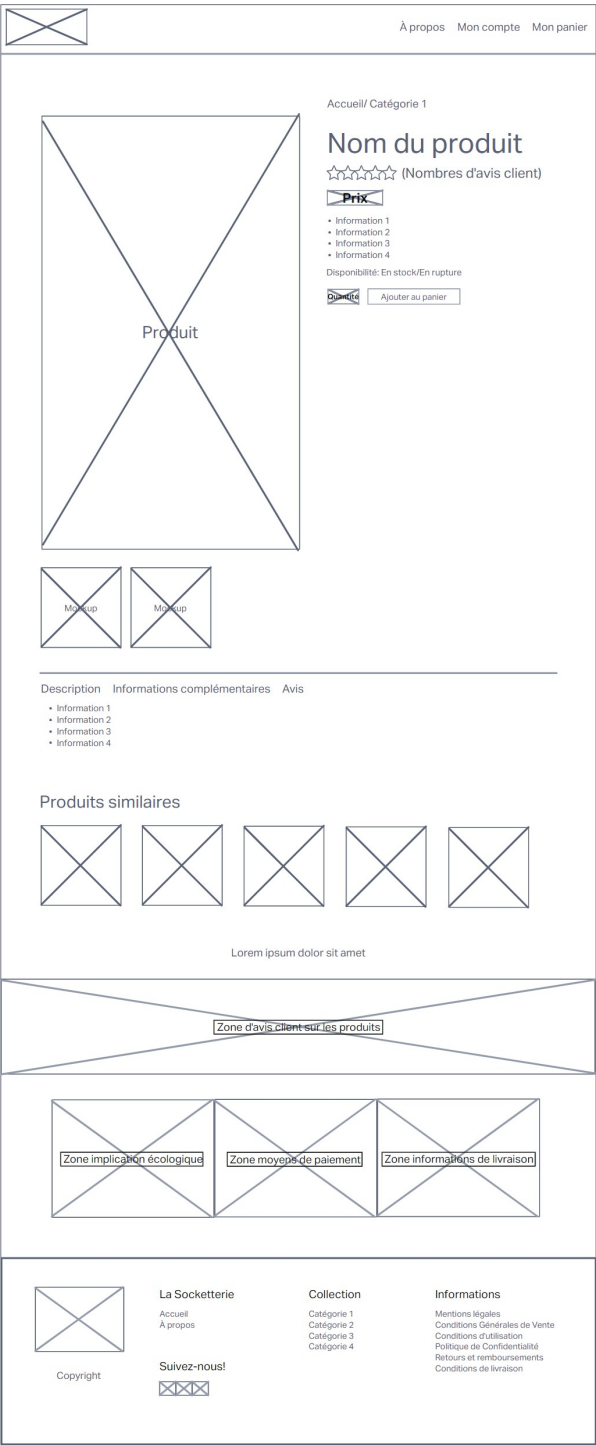 À propos Mon compte Mon panier
Accueil/ Catégorie 1
Nom du produit
(Nombres d'avis client)
Prix
• Information 1
• Information 2
• Information 3
• Information 4
Disponibilité: En stock/En rupture
Quantité Ajouter au panier
Produit
Mockup Mockup
Description Informations complémentaires Avis
• Information 1
• Information 2
• Information 3
• Information 4
Produits similaires
Lorem ipsum dolor sit amet
Zone d'avis client sur les produits
Zone implication écologique Zone moyens de paiement Zone informations de livraison
La Socketterie
Accueil
À propos
Suivez-nous!
Copyright
Collection
Catégorie 1
Catégorie 2
Catégorie 3
Catégorie 4
Informations
Mentions légales
Conditions Générales de Vente
Conditions d'utilisation
Politique de Confidentialité
Retours et remboursements
Conditions de livraison